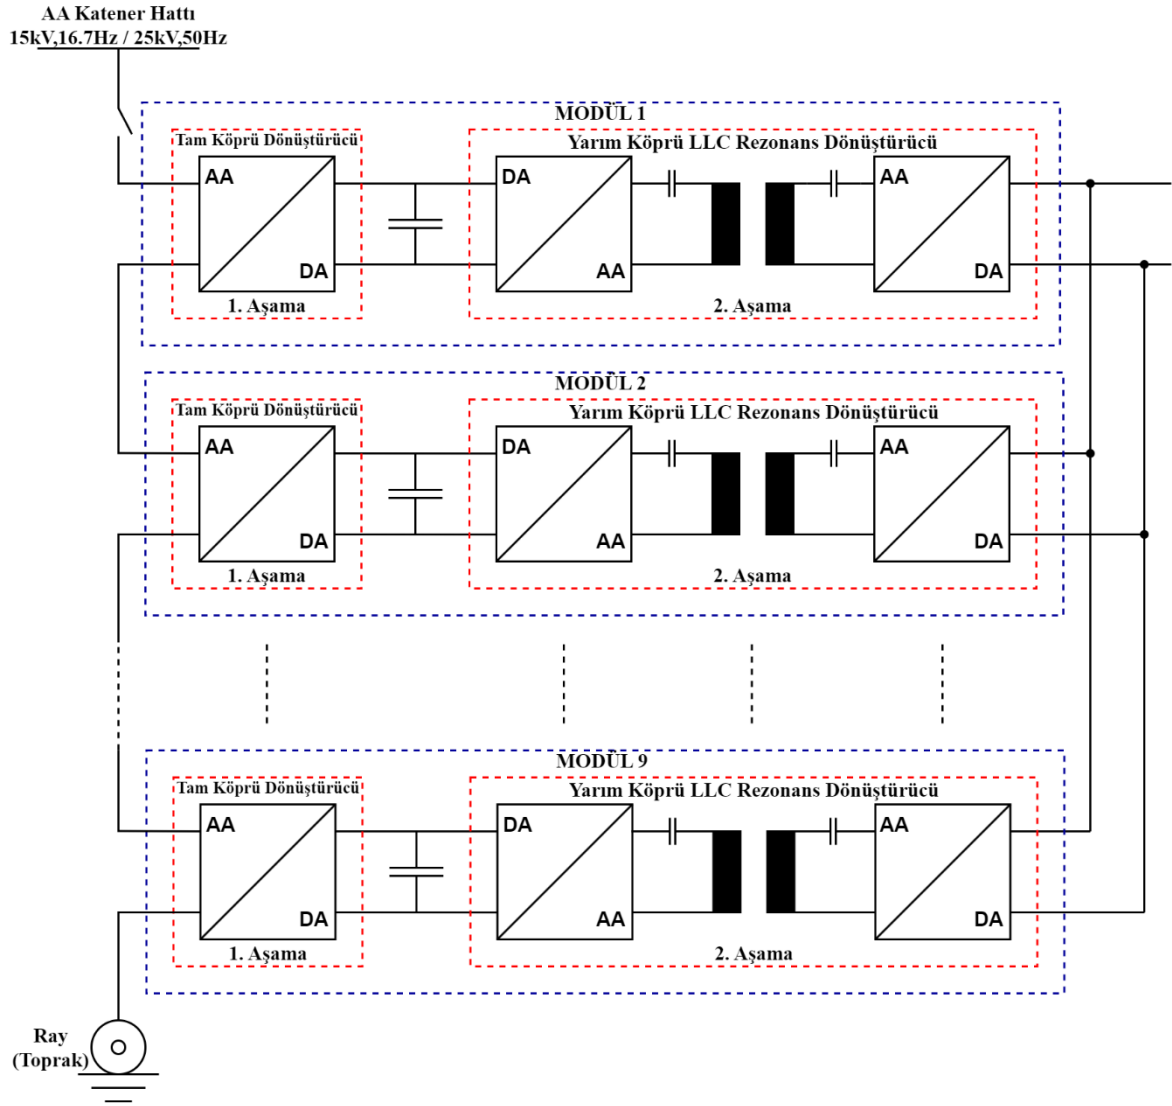 AA Katener Hattı
15kV,16.7Hz / 25kV,50Hz
MODÜL 1
Tam Köprü Dönüştürücü
Yarım Köprü LLC Rezonans Dönüştürücü
AA
DA
DA
AA
AA
DA
1. Aşama
2. Aşama
MODÜL 2
Tam Köprü Dönüştürücü
Yarım Köprü LLC Rezonans Dönüştürücü
AA
DA
DA
AA
AA
DA
1. Aşama
2. Aşama
MODÜL 9
Tam Köprü Dönüştürücü
Yarım Köprü LLC Rezonans Dönüştürücü
AA
DA
DA
AA
AA
DA
1. Aşama
2. Aşama
Ray
(Toprak)